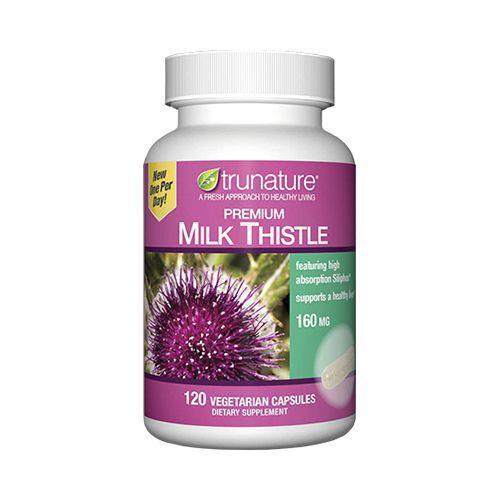 New
One Per
Day!
trunature®
A FRESH APPROACH TO HEALTHY LIVING
PREMIUM
MILK THISTLE
featuring high
absorption Siliphos®
supports a healthy liver*
160 MG
120 VEGETARIAN CAPSULES
DIETARY SUPPLEMENT